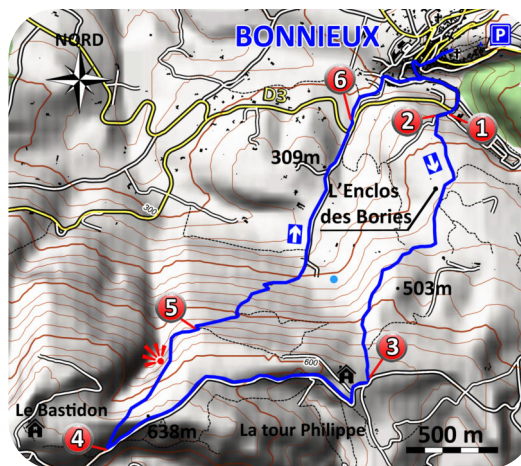 NORD
BONNIEUX
P
D3
6
2
1
309m
L'Enclos
des Bories
300
503m
5
3
600
Le Bastidon
638m
La tour Philippe
4
500 m